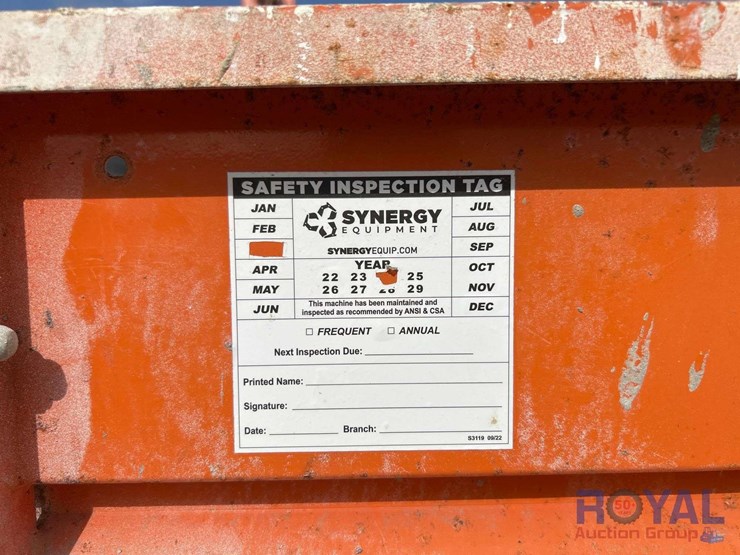 SAFETY INSPECTION TAG
JAN
FEB
APR
MAY
JUN
SYNERGY
EQUIPMENT
SYNERGYEQUIP.COM
YEAR
22 23 25
26 27 28 29
This machine has been maintained and
inspected as recommended by ANSI & CSA
JUL
AUG
SEP
OCT
NOV
DEC
☐ FREQUENT ☐ ANNUAL
Next Inspection Due:
Printed Name:
Signature:
Date: Branch:
S3119 09/22
ROYAL
Auction Group